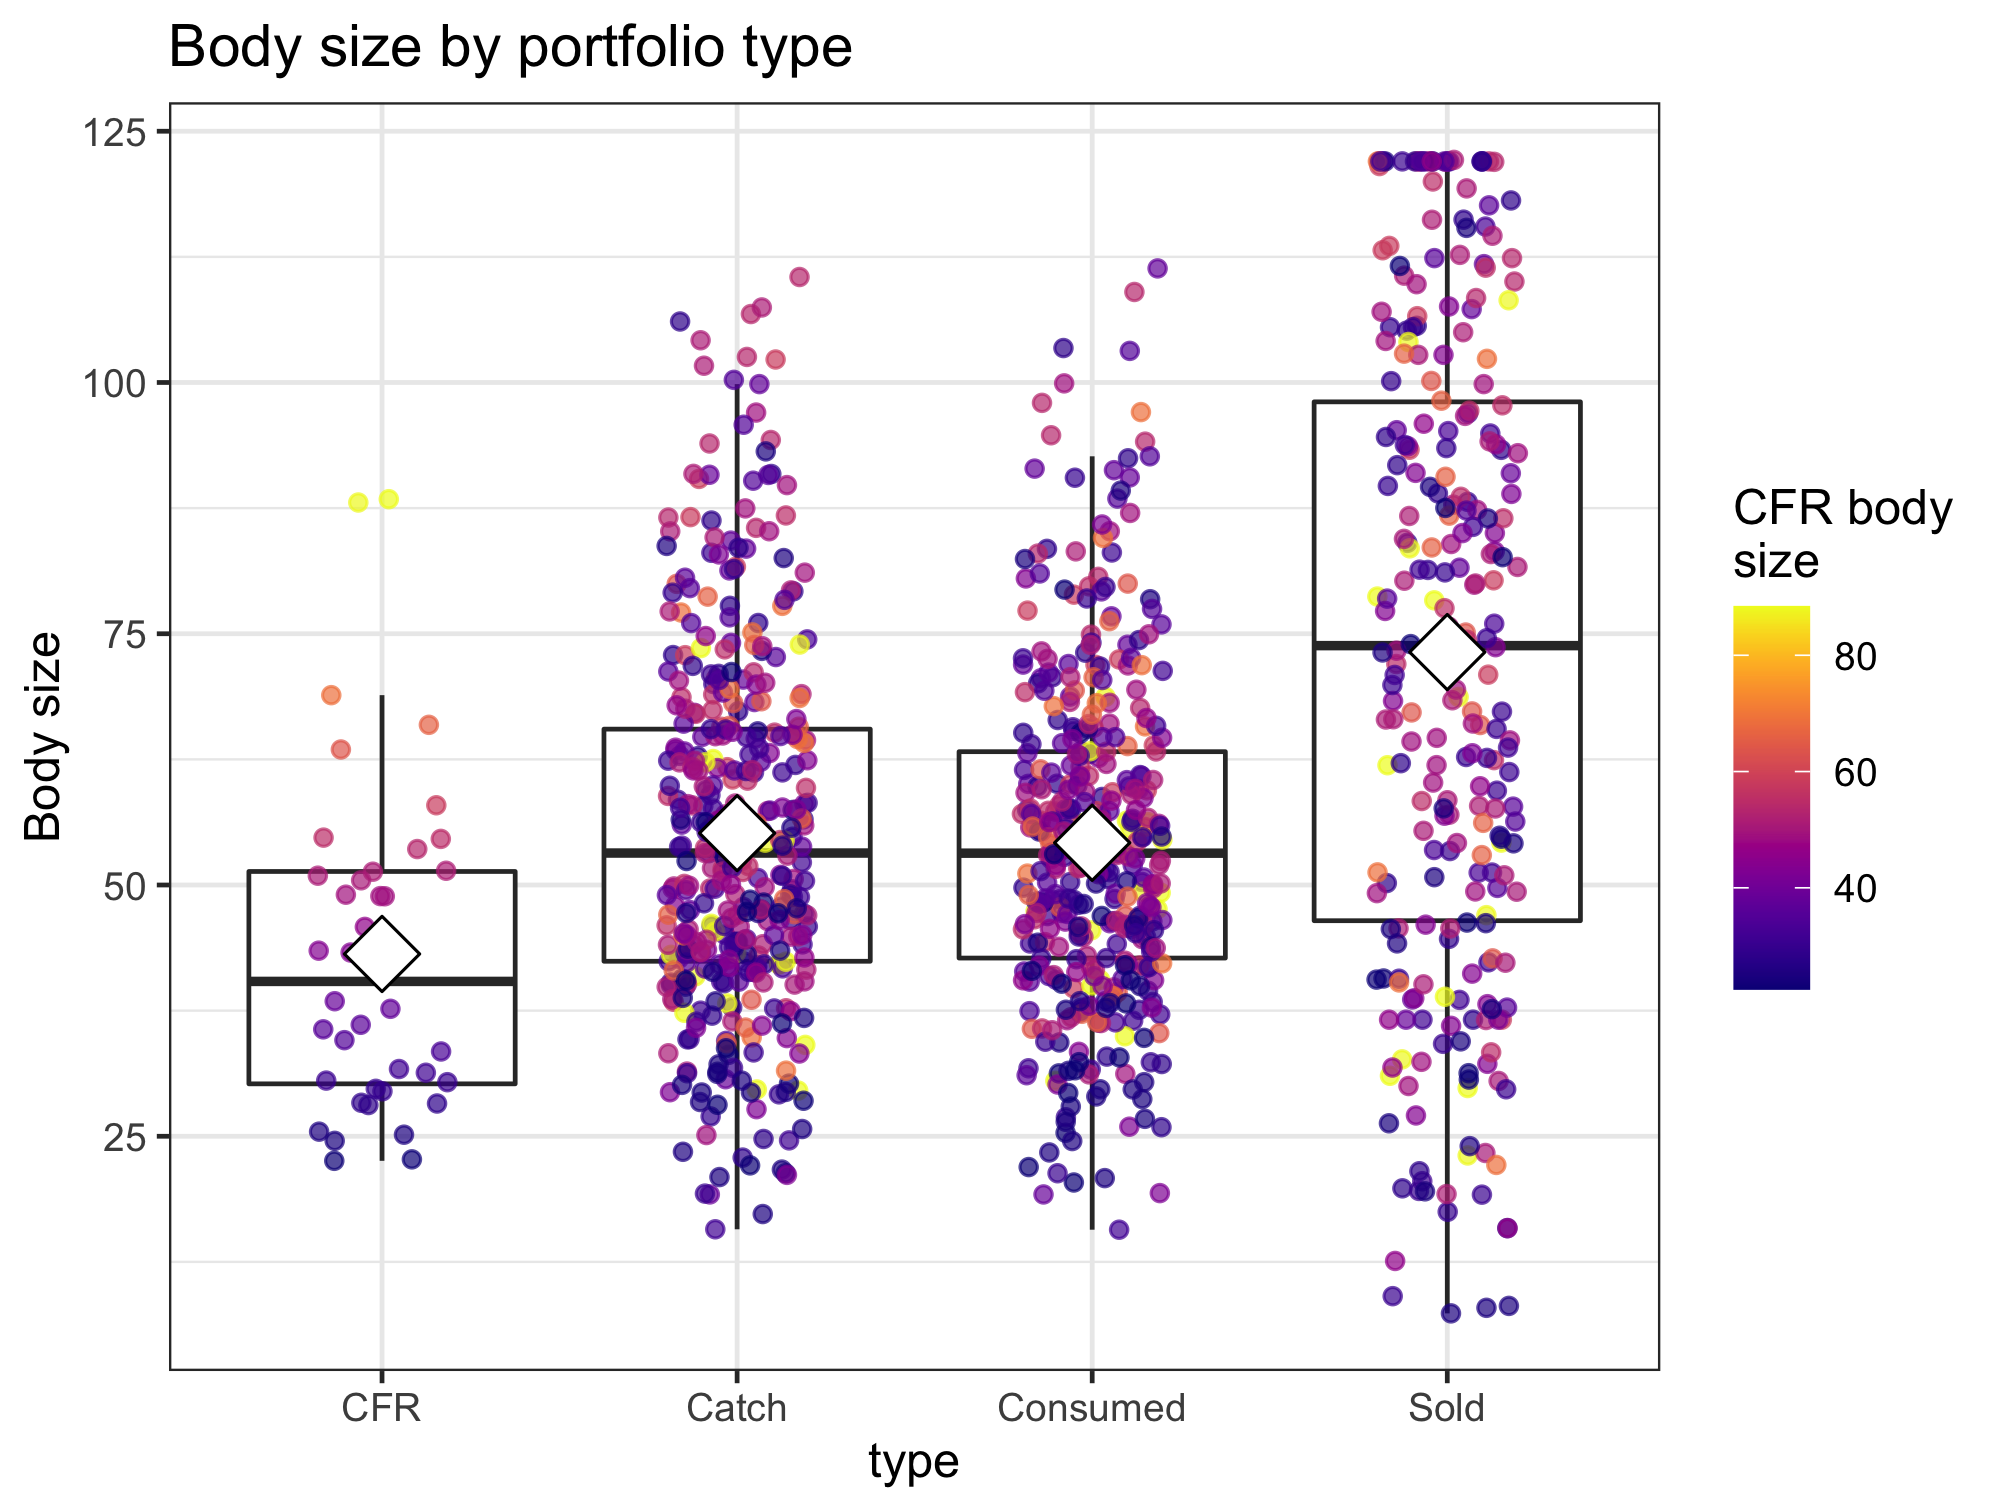 Body size by portfolio type
125
100
75
50
25
Body size
CFR
Catch
Consumed
Sold
type
CFR body
size
80
60
40